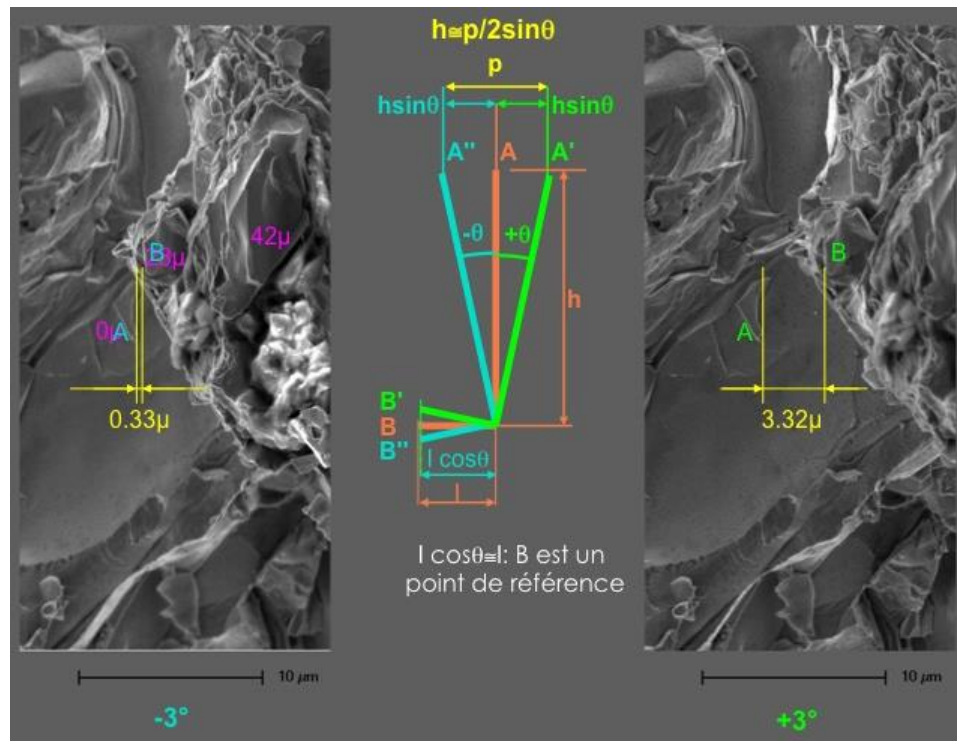 h≅p/2sinθ
p
hsinθ
hsinθ
A"
A
A'
-θ
+θ
h
B'
B
B"
l cosθ
l
l cosθ≅l: B est un
point de référence
42µ
B
A
0.33µ
10 µm
-3°
B
A
3.32µ
10 µm
+3°